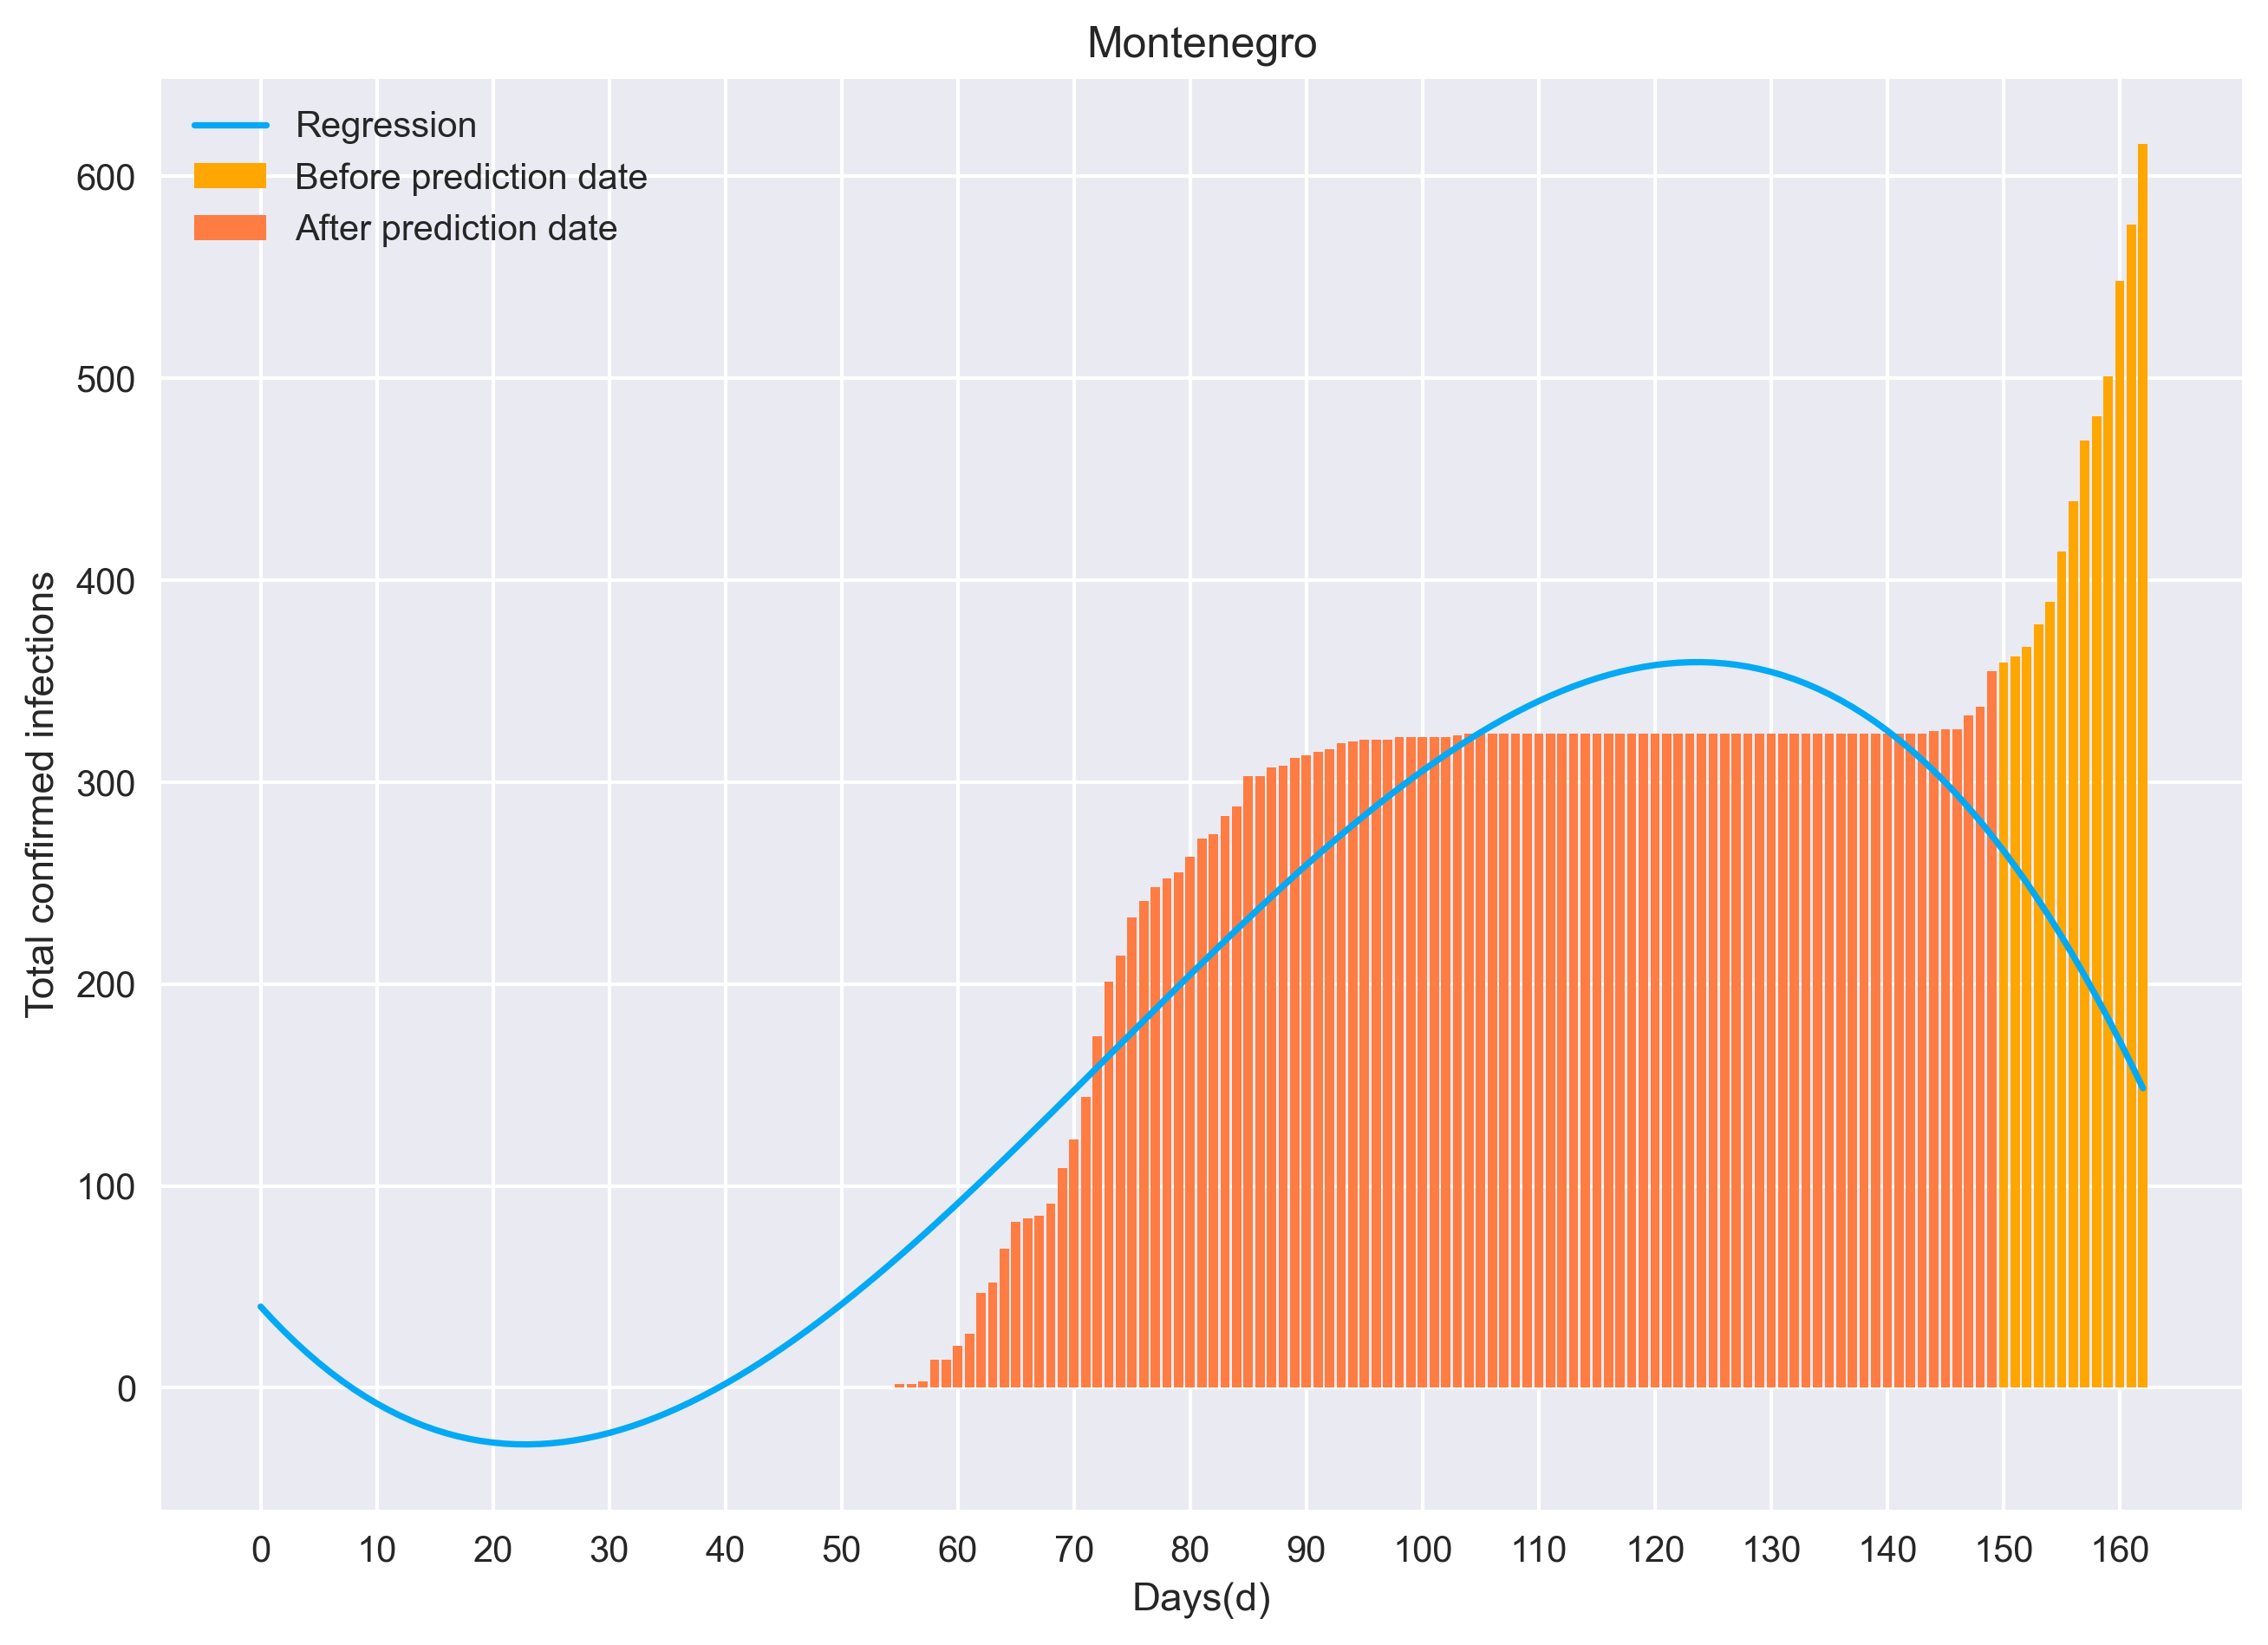 Montenegro
Regression
Before prediction date
After prediction date
600
500
400
300
200
100
0
Total confirmed infections
0 10 20 30 40 50 60 70 80 90 100 110 120 130 140 150 160
Days(d)